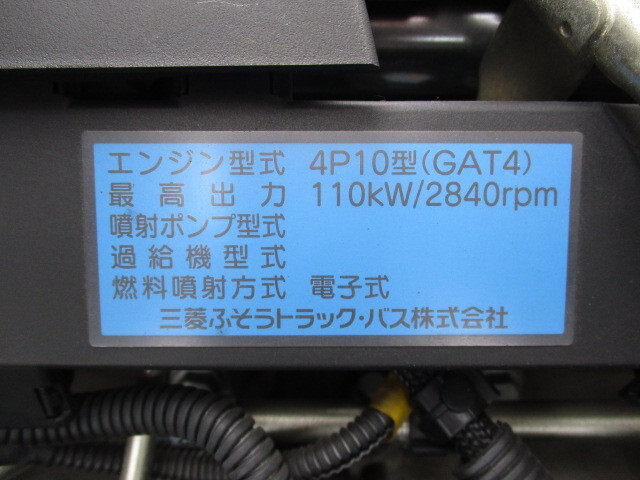 エンジン型式 4P10型(GAT4)
最高出力 110kW/2840rpm
噴射ポンプ型式
過給機型式
燃料噴射方式 電子式
三菱ふそうトラック・バス株式会社